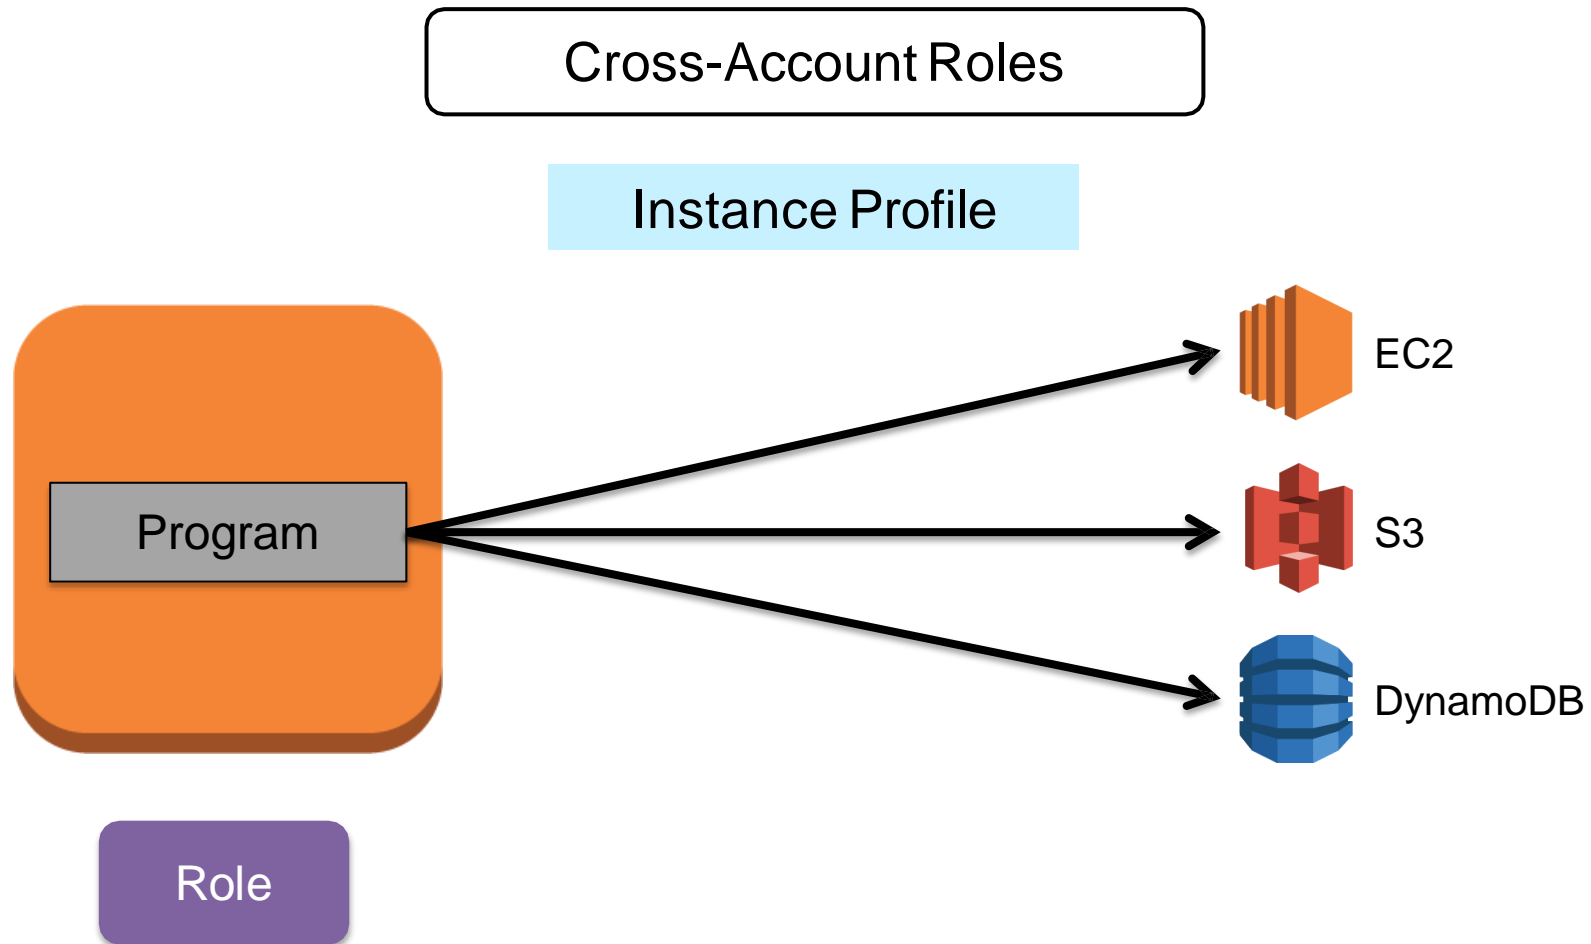 Cross-Account Roles
Instance Profile
EC2
Program
S3
DynamoDB
Role